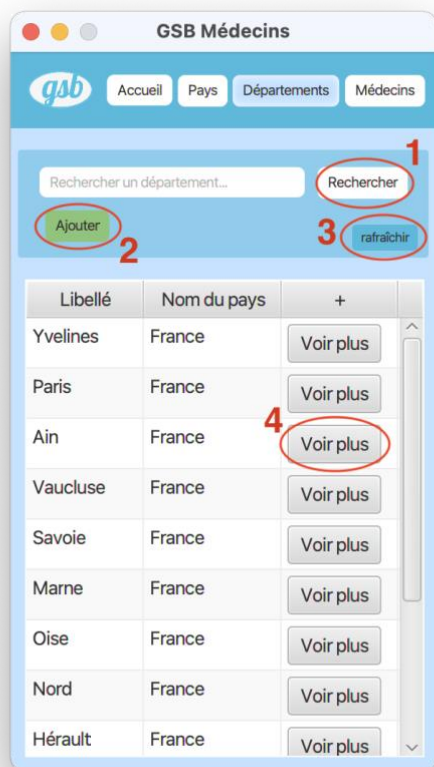 GSB Médecins
gsb Accueil Pays Départements Médecins
1
Rechercher un département... Rechercher
Ajouter 2 3 rafraîchir
Libellé Nom du pays +
Yvelines France Voir plus
Paris France Voir plus
4
Ain France Voir plus
Vaucluse France Voir plus
Savoie France Voir plus
Marne France Voir plus
Oise France Voir plus
Nord France Voir plus
Hérault France Voir plus